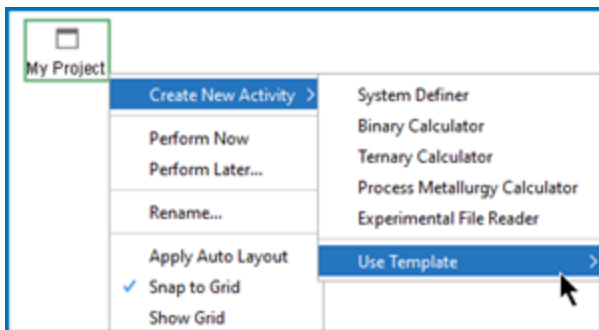 My Project
Create New Activity
Perform Now
Perform Later...
Rename...
Apply Auto Layout
Snap to Grid
Show Grid
System Definer
Binary Calculator
Ternary Calculator
Process Metallurgy Calculator
Experimental File Reader
Use Template